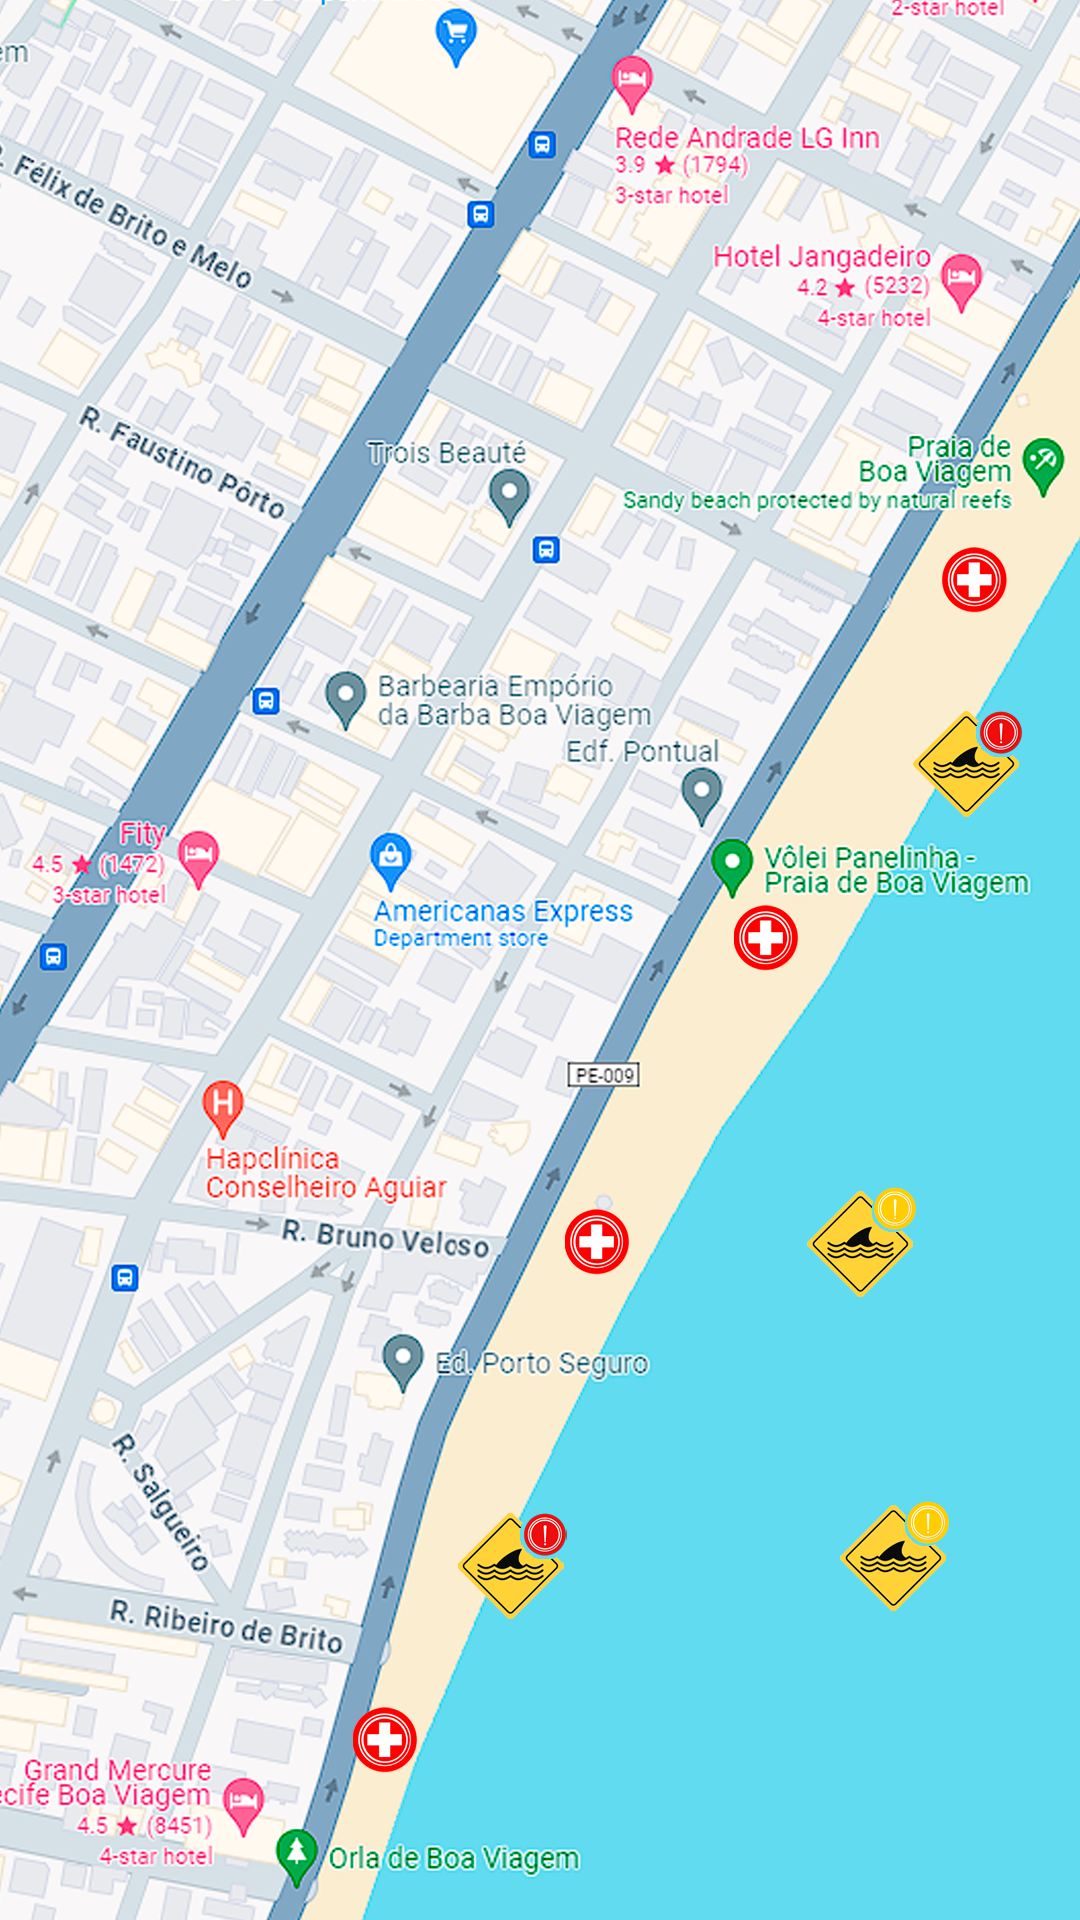 2-star hotel
em
Rede Andrade LG Inn
3.9 ★ (1794)
3-star hotel
Félix de Brito e Melo
Hotel Jangadeiro
4.2 ★ (5232)
4-star hotel
R. Faustino Pôrto
Trois Beauté
Praia de
Boa Viagem
Sandy beach protected by natural reefs
Barbearia Empório
da Barba Boa Viagem
Edf. Pontual
Fity
4.5 ★ (1472)
3-star hotel
Vôlei Panelinha -
Praia de Boa Viagem
Americanas Express
Department store
PE-009
H
Hapclínica
Conselheiro Aguiar
R. Bruno Veloso
Ed. Porto Seguro
R. Salgueiro
R. Ribeiro de Brito
Grand Mercure
ecife Boa Viagem
4.5 ★ (8451)
4-star hotel
Orla de Boa Viagem